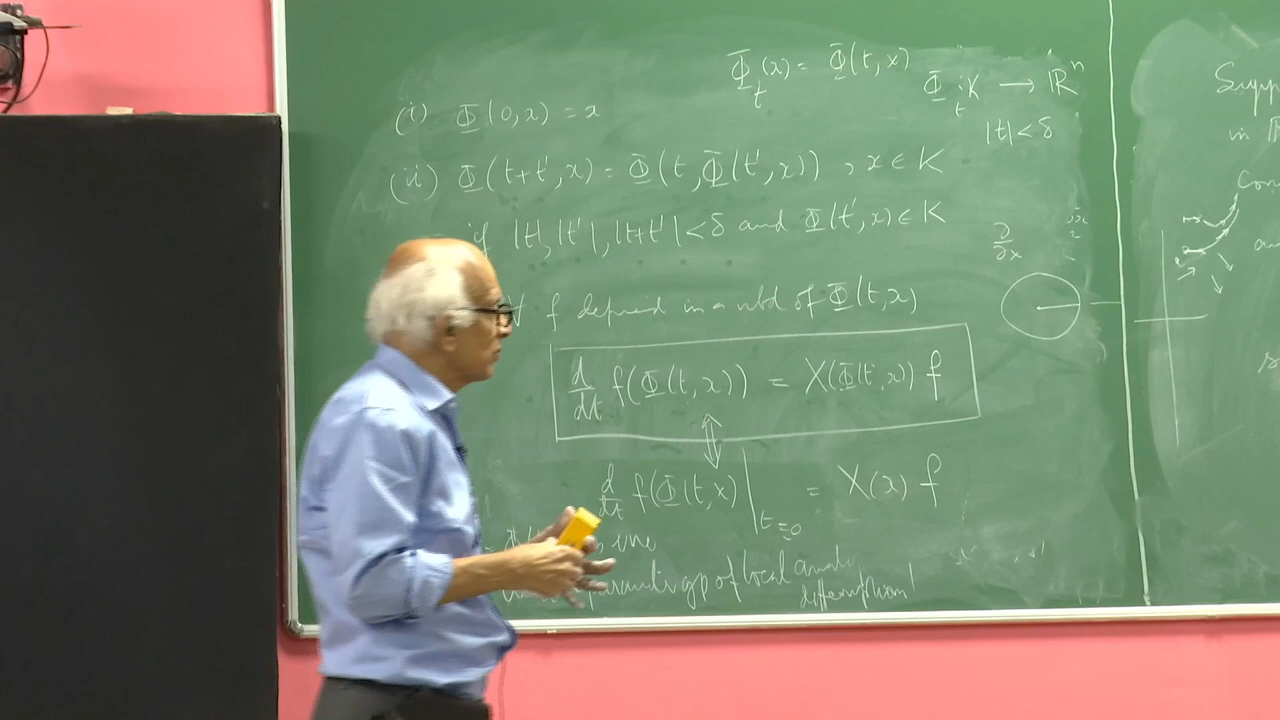 Φ_t(x) = Φ(t,x) Φ_t : K → ℝⁿ
|t| < δ
(i) Φ(0,x) = x
(ii) Φ(t+t',x) = Φ(t,Φ(t',x)), x ∈ K
if |t|,|t'|,|t+t'| < δ and Φ(t',x) ∈ K
∂/∂x
f defined in a nbd of Φ(t,x)
d/dt f(Φ(t,x)) = X(Φ(t,x)) f
⇕
d/dt f(Φ(t,x)|_{t=0} = X(x) f
one
parameter gp of local
Supp
in
Con